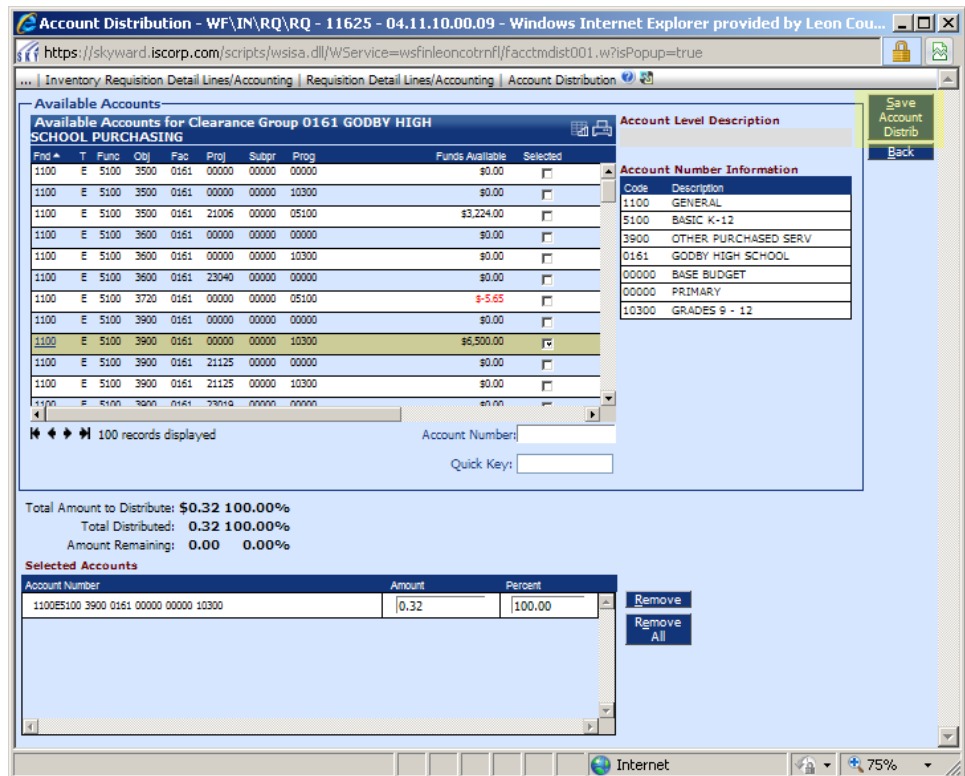 Account Distribution - WF\IN\RQ\RQ - 11625 - 04.11.10.00.09 - Windows Internet Explorer provided by Leon Cou...
https://skyward.iscorp.com/scripts/wsisa.dll/WService=wsfinleoncotrnfl/facctmdist001.w?isPopup=true
... | Inventory Requisition Detail Lines/Accounting | Requisition Detail Lines/Accounting | Account Distribution
Available Accounts
Available Accounts for Clearance Group 0161 GODBY HIGH
SCHOOL PURCHASING
Fnd T Func Obj Fac Proj Subpr Prog Funds Available Selected
1100 E 5100 3500 0161 00000 00000 00000 $0.00
1100 E 5100 3500 0161 00000 00000 10300 $0.00
1100 E 5100 3500 0161 21006 00000 05100 $3,224.00
1100 E 5100 3600 0161 00000 00000 00000 $0.00
1100 E 5100 3600 0161 00000 00000 10300 $0.00
1100 E 5100 3600 0161 23040 00000 00000 $0.00
1100 E 5100 3720 0161 00000 00000 05100 $-5.65
1100 E 5100 3900 0161 00000 00000 00000 $0.00
1100 E 5100 3900 0161 00000 00000 10300 $6,500.00
1100 E 5100 3900 0161 21125 00000 00000 $0.00
1100 E 5100 3900 0161 21125 00000 10300 $0.00
1100 E 5100 3900 0161 23019 00000 00000 $0.00
100 records displayed
Account Number:
Quick Key:
Account Level Description
Account Number Information
Code Description
1100 GENERAL
5100 BASIC K-12
3900 OTHER PURCHASED SERV
0161 GODBY HIGH SCHOOL
00000 BASE BUDGET
00000 PRIMARY
10300 GRADES 9 - 12
Save
Account
Distrib
Back
Total Amount to Distribute: $0.32 100.00%
Total Distributed: 0.32 100.00%
Amount Remaining: 0.00 0.00%
Selected Accounts
Account Number Amount Percent
1100E5100 3900 0161 00000 00000 10300 0.32 100.00
Remove
Remove
All
Internet 75%